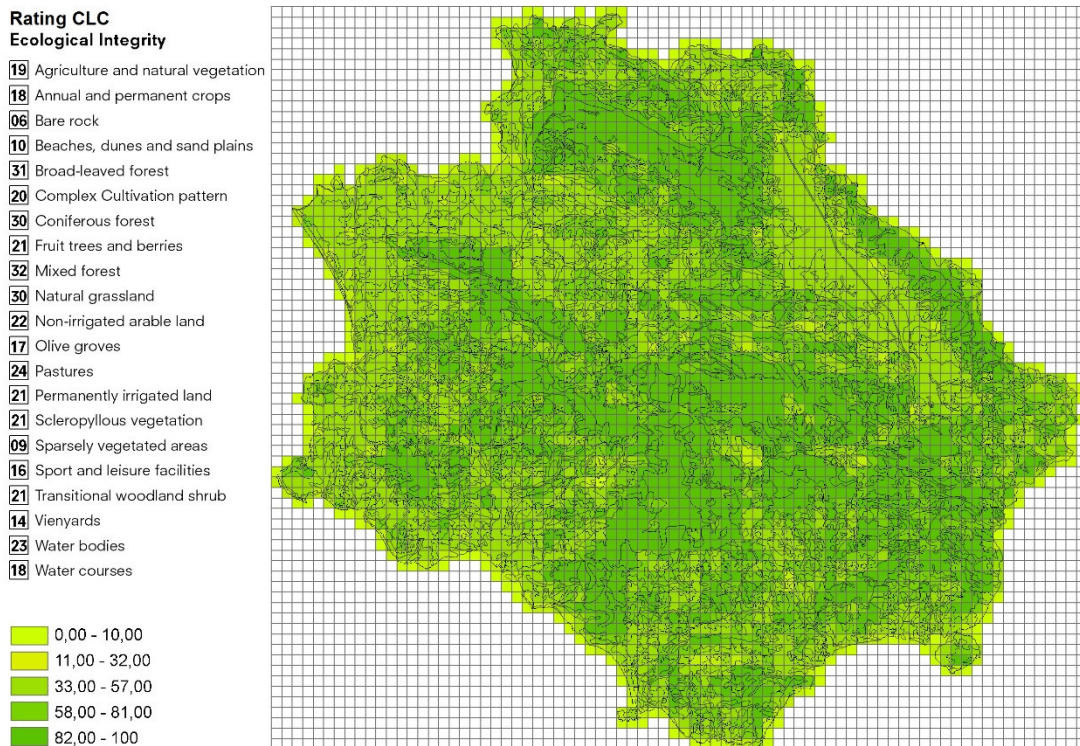 Rating CLC
Ecological Integrity
19 Agriculture and natural vegetation
18 Annual and permanent crops
06 Bare rock
10 Beaches, dunes and sand plains
31 Broad-leaved forest
20 Complex Cultivation pattern
30 Coniferous forest
21 Fruit trees and berries
32 Mixed forest
30 Natural grassland
22 Non-irrigated arable land
17 Olive groves
24 Pastures
21 Permanently irrigated land
21 Scleropyllous vegetation
09 Sparsely vegetated areas
16 Sport and leisure facilities
21 Transitional woodland shrub
14 Vienyards
23 Water bodies
18 Water courses
0,00 - 10,00
11,00 - 32,00
33,00 - 57,00
58,00 - 81,00
82,00 - 100